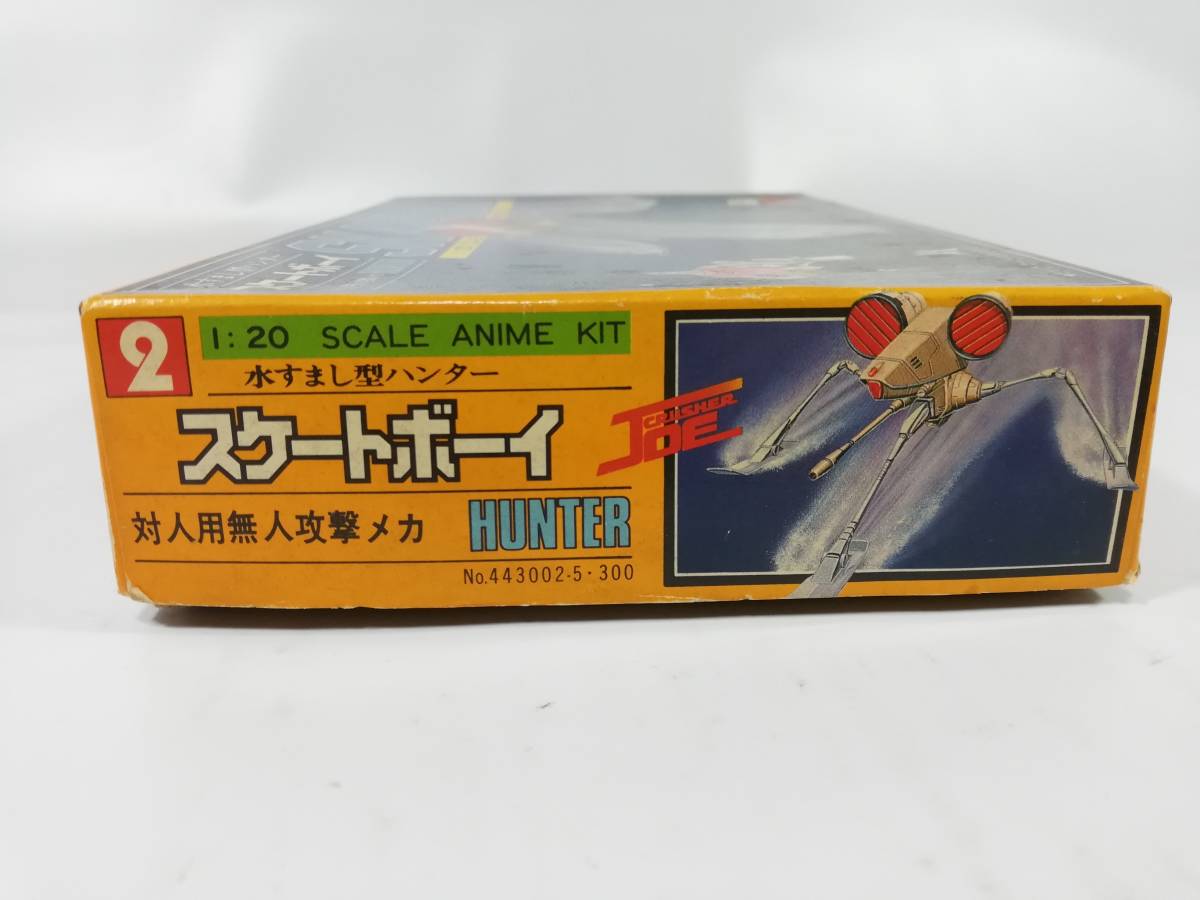 2
1:20 SCALE ANIME KIT
水すまし型ハンター
スケートボーイ
CRUSHER
JOE
対人用無人攻撃メカ HUNTER
No.443002-5・300